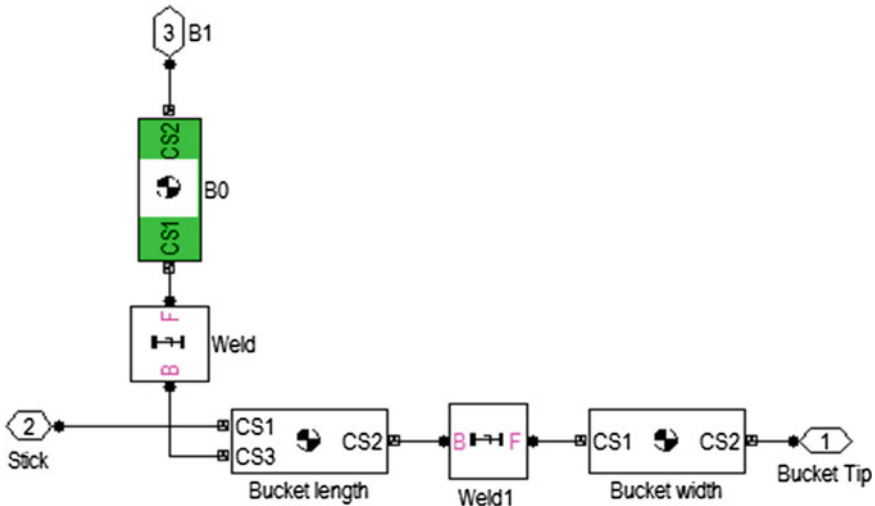 3 B1
CS2
B0
CS1
F
Weld
B
2
Stick
CS1
CS3
CS2
Bucket length
B
F
Weld1
CS1
CS2
Bucket width
1
Bucket Tip